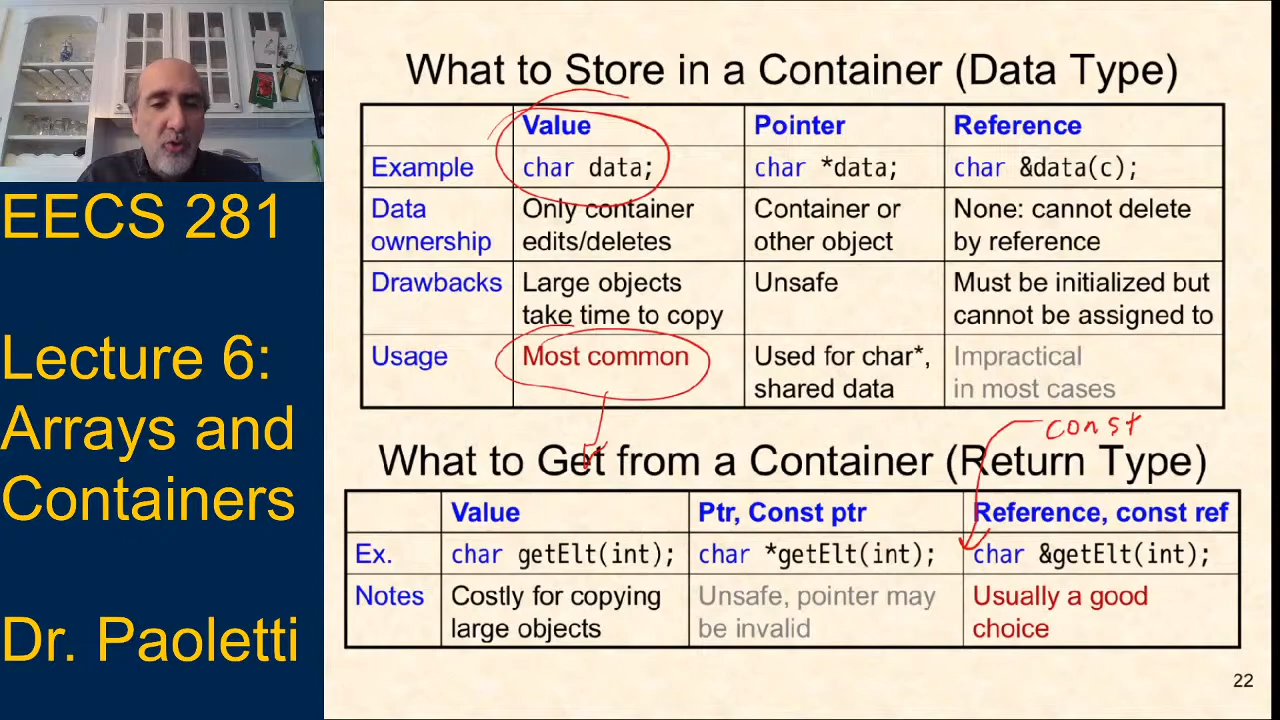 EECS 281
Lecture 6:
Arrays and
Containers
Dr. Paoletti
What to Store in a Container (Data Type)
Value Pointer Reference
Example char data; char *data; char &data(c);
Data ownership Only container edits/deletes Container or other object None: cannot delete by reference
Drawbacks Large objects take time to copy Unsafe Must be initialized but cannot be assigned to
Usage Most common Used for char*, shared data Impractical in most cases
const
What to Get from a Container (Return Type)
Value Ptr, Const ptr Reference, const ref
Ex. char getElt(int); char *getElt(int); char &getElt(int);
Notes Costly for copying large objects Unsafe, pointer may be invalid Usually a good choice
22